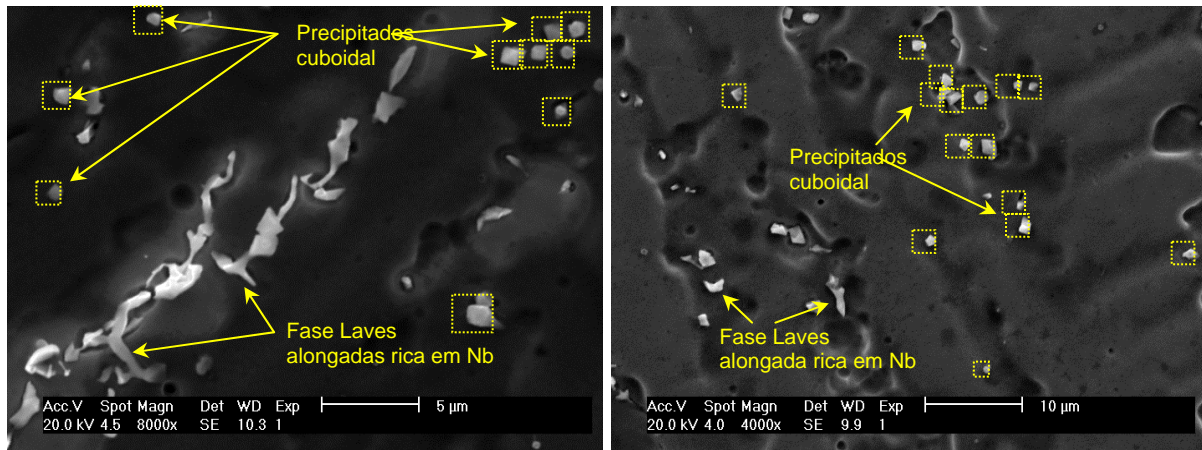 Precipitados
cuboidal
Fase Laves
alongadas rica em Nb
Acc.V Spot Magn Det WD Exp 5 µm
20.0 kV 4.5 8000x SE 10.3 1
Precipitados
cuboidal
Fase Laves
alongada rica em Nb
Acc.V Spot Magn Det WD Exp 10 µm
20.0 kV 4.0 4000x SE 9.9 1